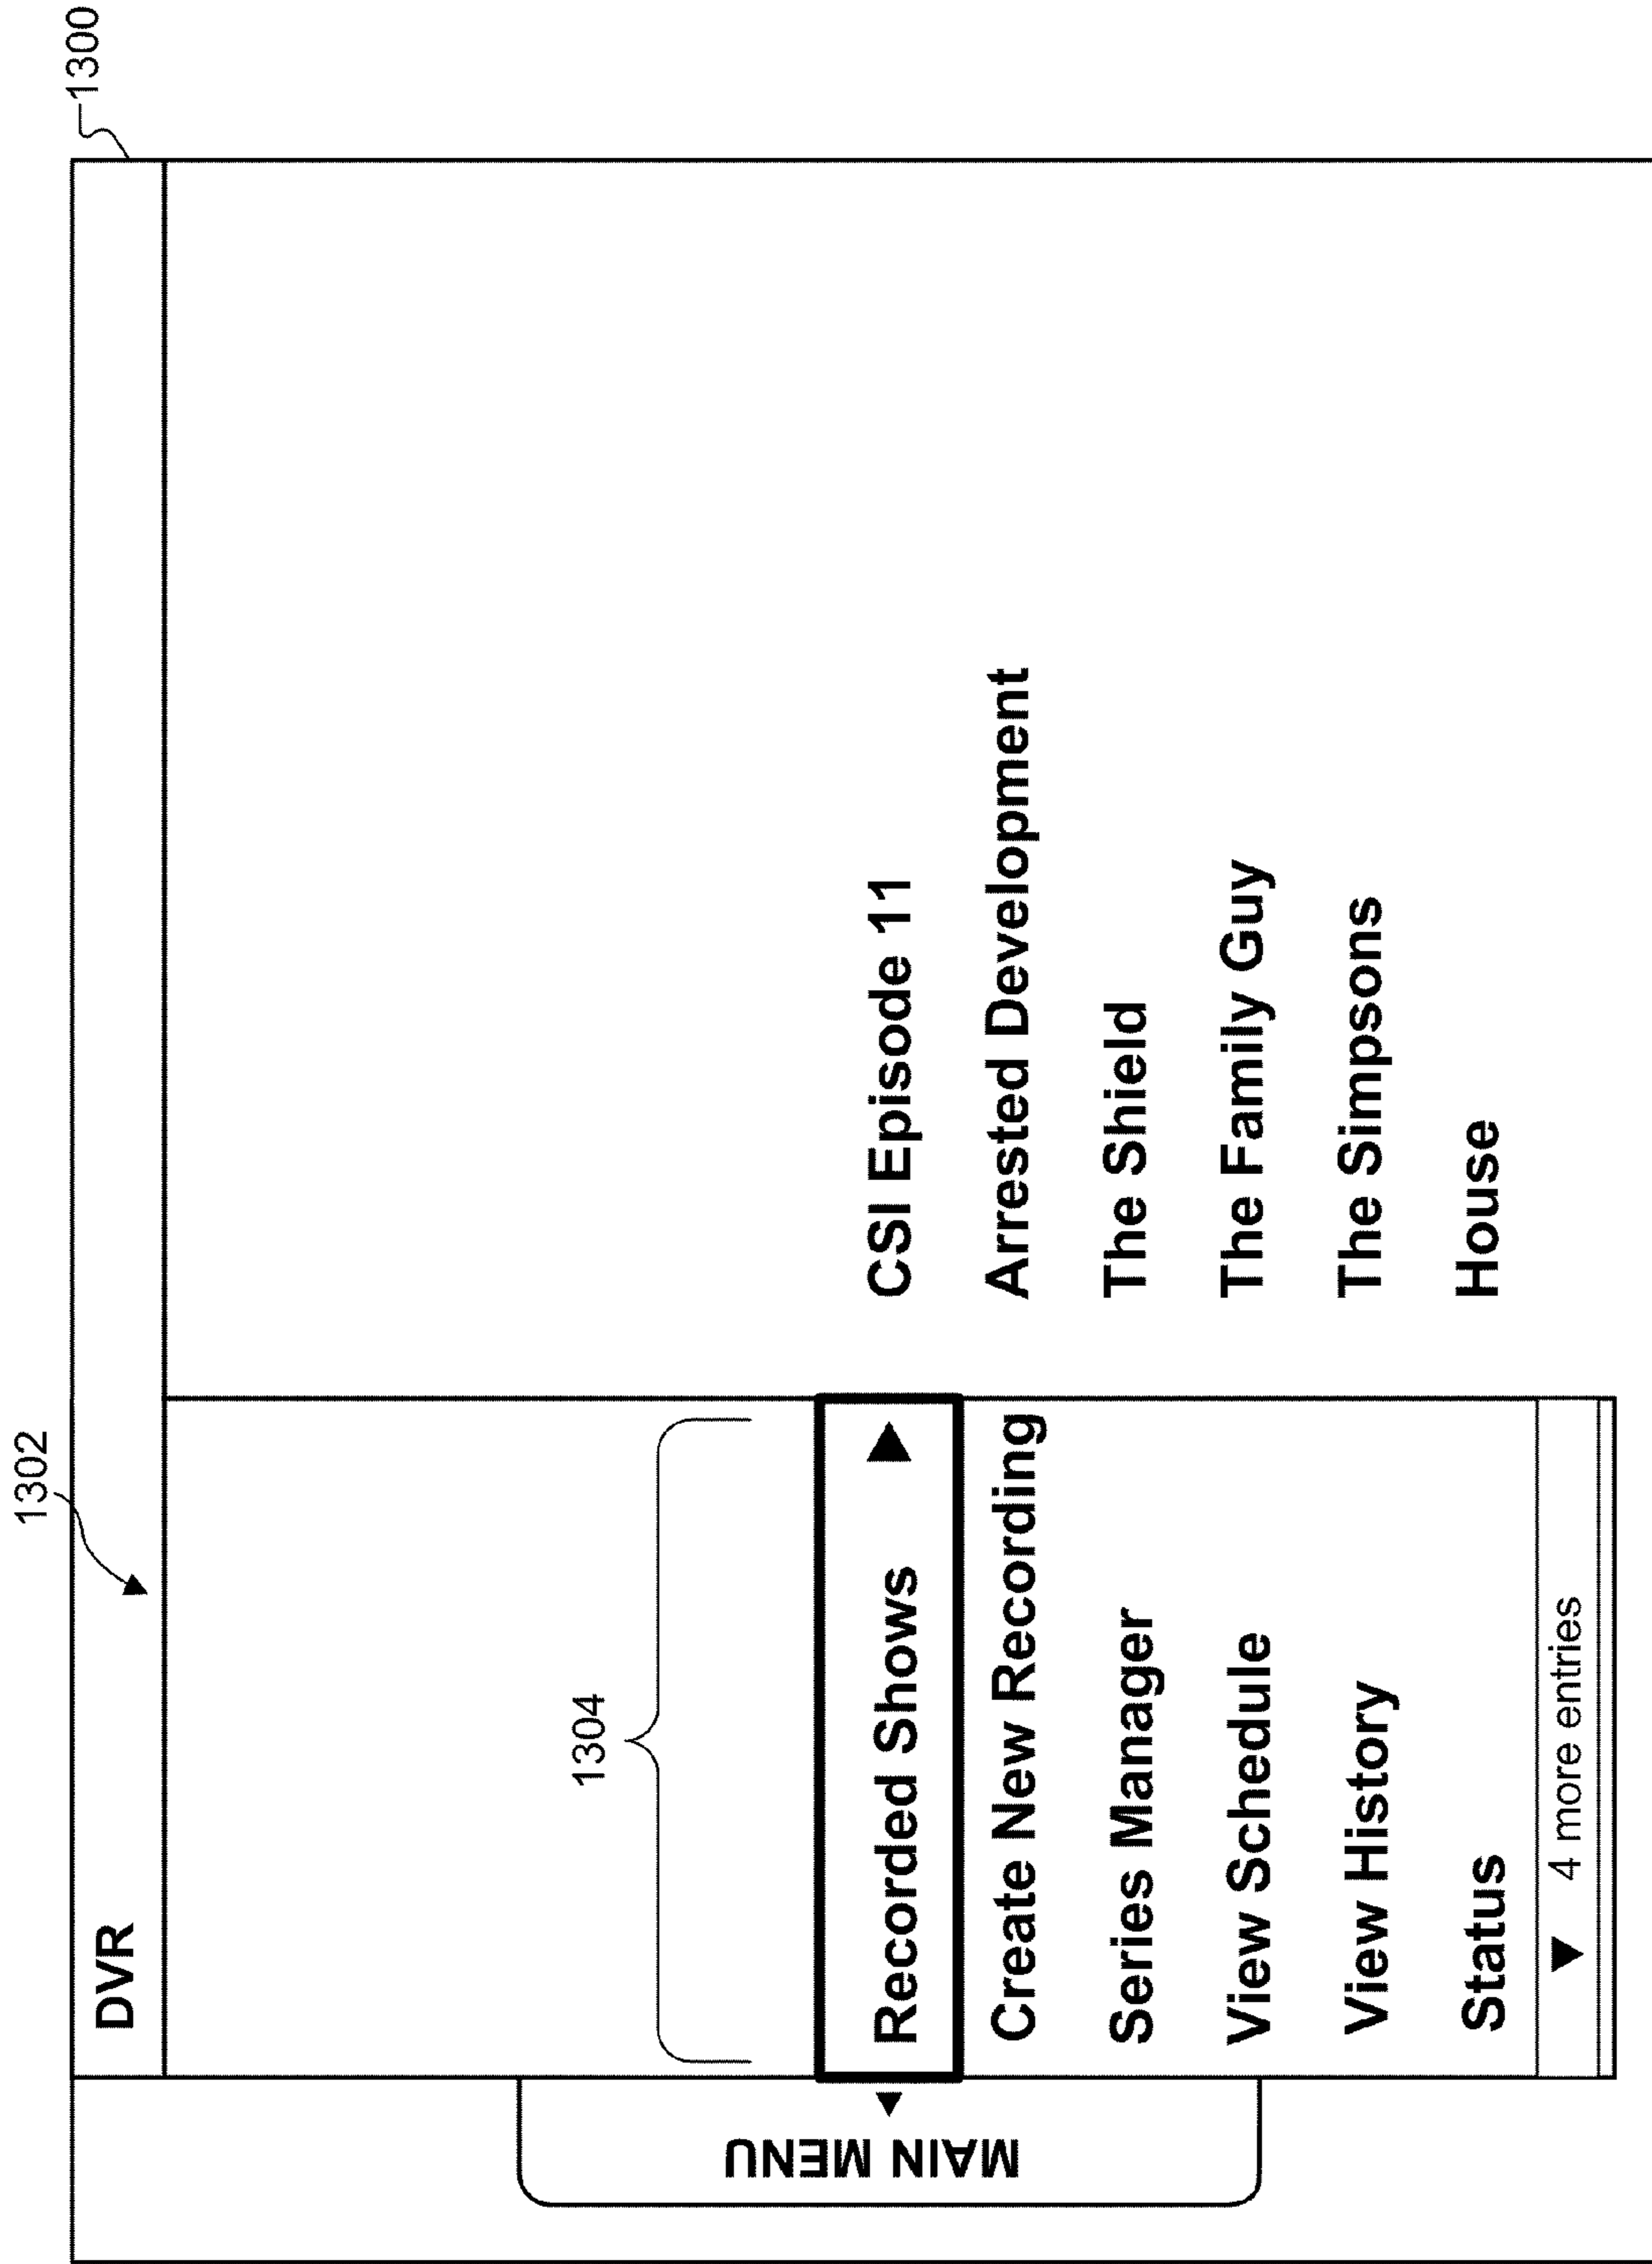 1300
1302
DVR
1304
MAIN MENU
Recorded Shows
Create New Recording
Series Manager
View Schedule
View History
Status
4 more entries
CSI Episode 11
Arrested Development
The Shield
The Family Guy
The Simpsons
House